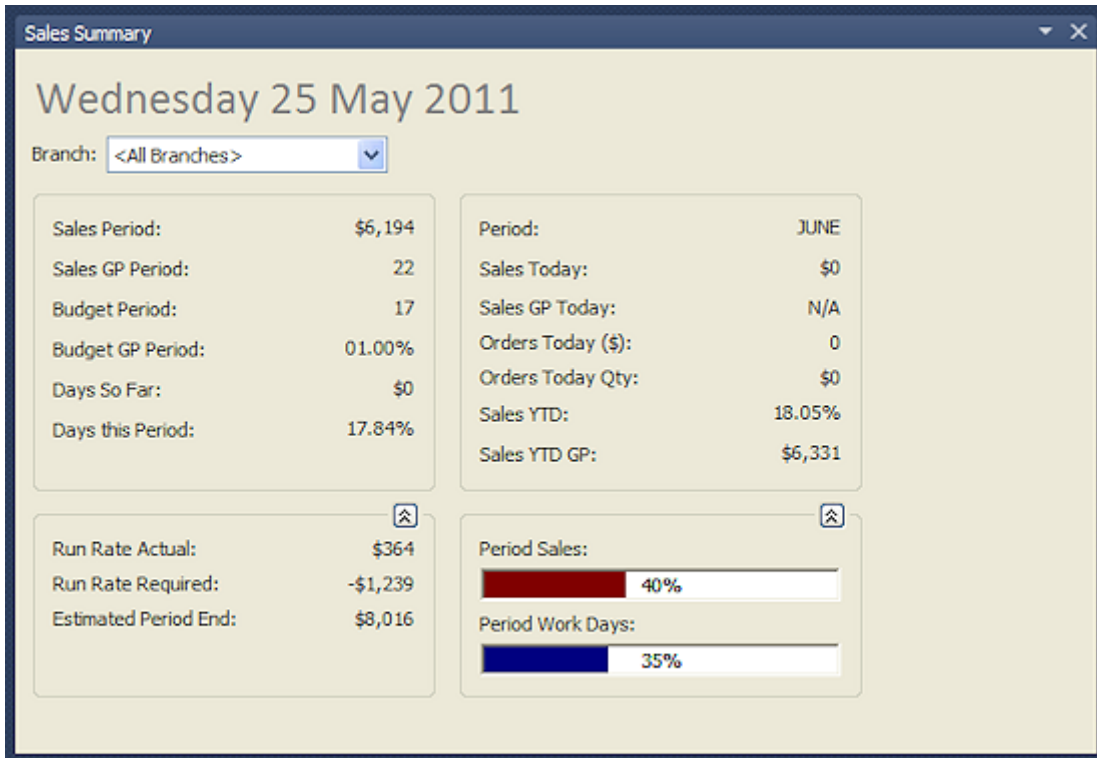 Sales Summary
Wednesday 25 May 2011
Branch: <All Branches>
Sales Period: $6,194
Sales GP Period: 22
Budget Period: 17
Budget GP Period: 01.00%
Days So Far: $0
Days this Period: 17.84%
Period: JUNE
Sales Today: $0
Sales GP Today: N/A
Orders Today ($): 0
Orders Today Qty: $0
Sales YTD: 18.05%
Sales YTD GP: $6,331
Run Rate Actual: $364
Run Rate Required: -$1,239
Estimated Period End: $8,016
Period Sales:
40%
Period Work Days:
35%